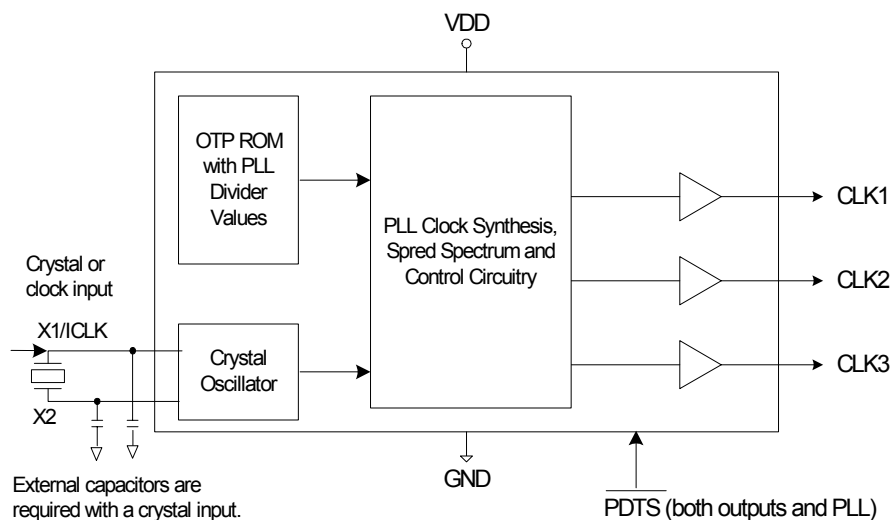 VDD
OTP ROM
with PLL
Divider
Values
PLL Clock Synthesis,
Spred Spectrum and
Control Circuitry
CLK1
CLK2
CLK3
Crystal or
clock input
X1/ICLK
Crystal
Oscillator
X2
External capacitors are
required with a crystal input.
GND
PDTS (both outputs and PLL)